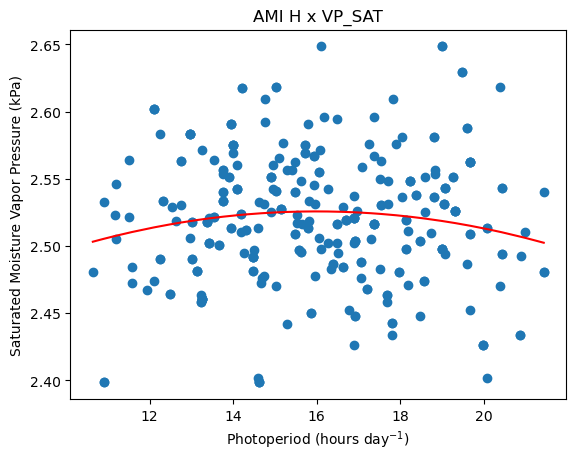 AMI H x VP_SAT
2.65
2.60
2.55
2.50
2.45
2.40
Saturated Moisture Vapor Pressure (kPa)
12 14 16 18 20
Photoperiod (hours day⁻¹)